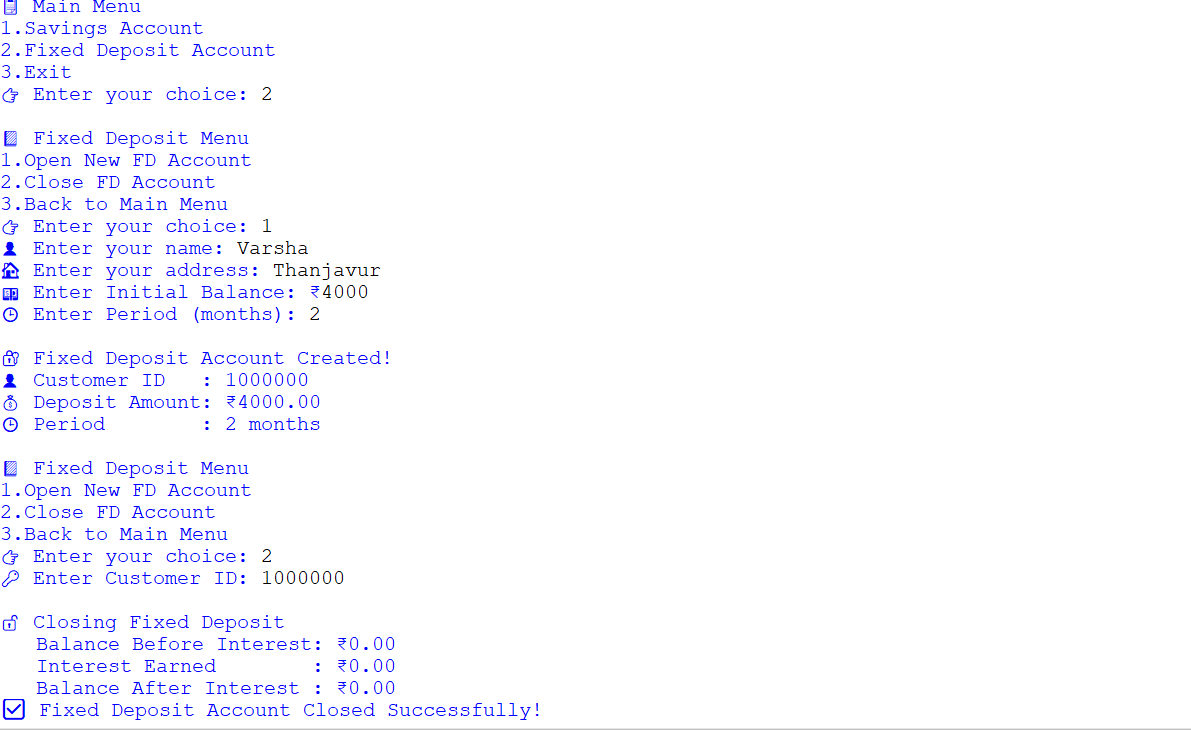 Main Menu
1.Savings Account
2.Fixed Deposit Account
3.Exit
👉 Enter your choice: 2
Fixed Deposit Menu
1.Open New FD Account
2.Close FD Account
3.Back to Main Menu
👉 Enter your choice: 1
👤 Enter your name: Varsha
🏠 Enter your address: Thanjavur
💵 Enter Initial Balance: ₹4000
🕒 Enter Period (months): 2
🔐 Fixed Deposit Account Created!
👤 Customer ID   : 1000000
💰 Deposit Amount: ₹4000.00
🕒 Period        : 2 months
Fixed Deposit Menu
1.Open New FD Account
2.Close FD Account
3.Back to Main Menu
👉 Enter your choice: 2
🔑 Enter Customer ID: 1000000
🔓 Closing Fixed Deposit
Balance Before Interest: ₹0.00
Interest Earned        : ₹0.00
Balance After Interest : ₹0.00
☑ Fixed Deposit Account Closed Successfully!